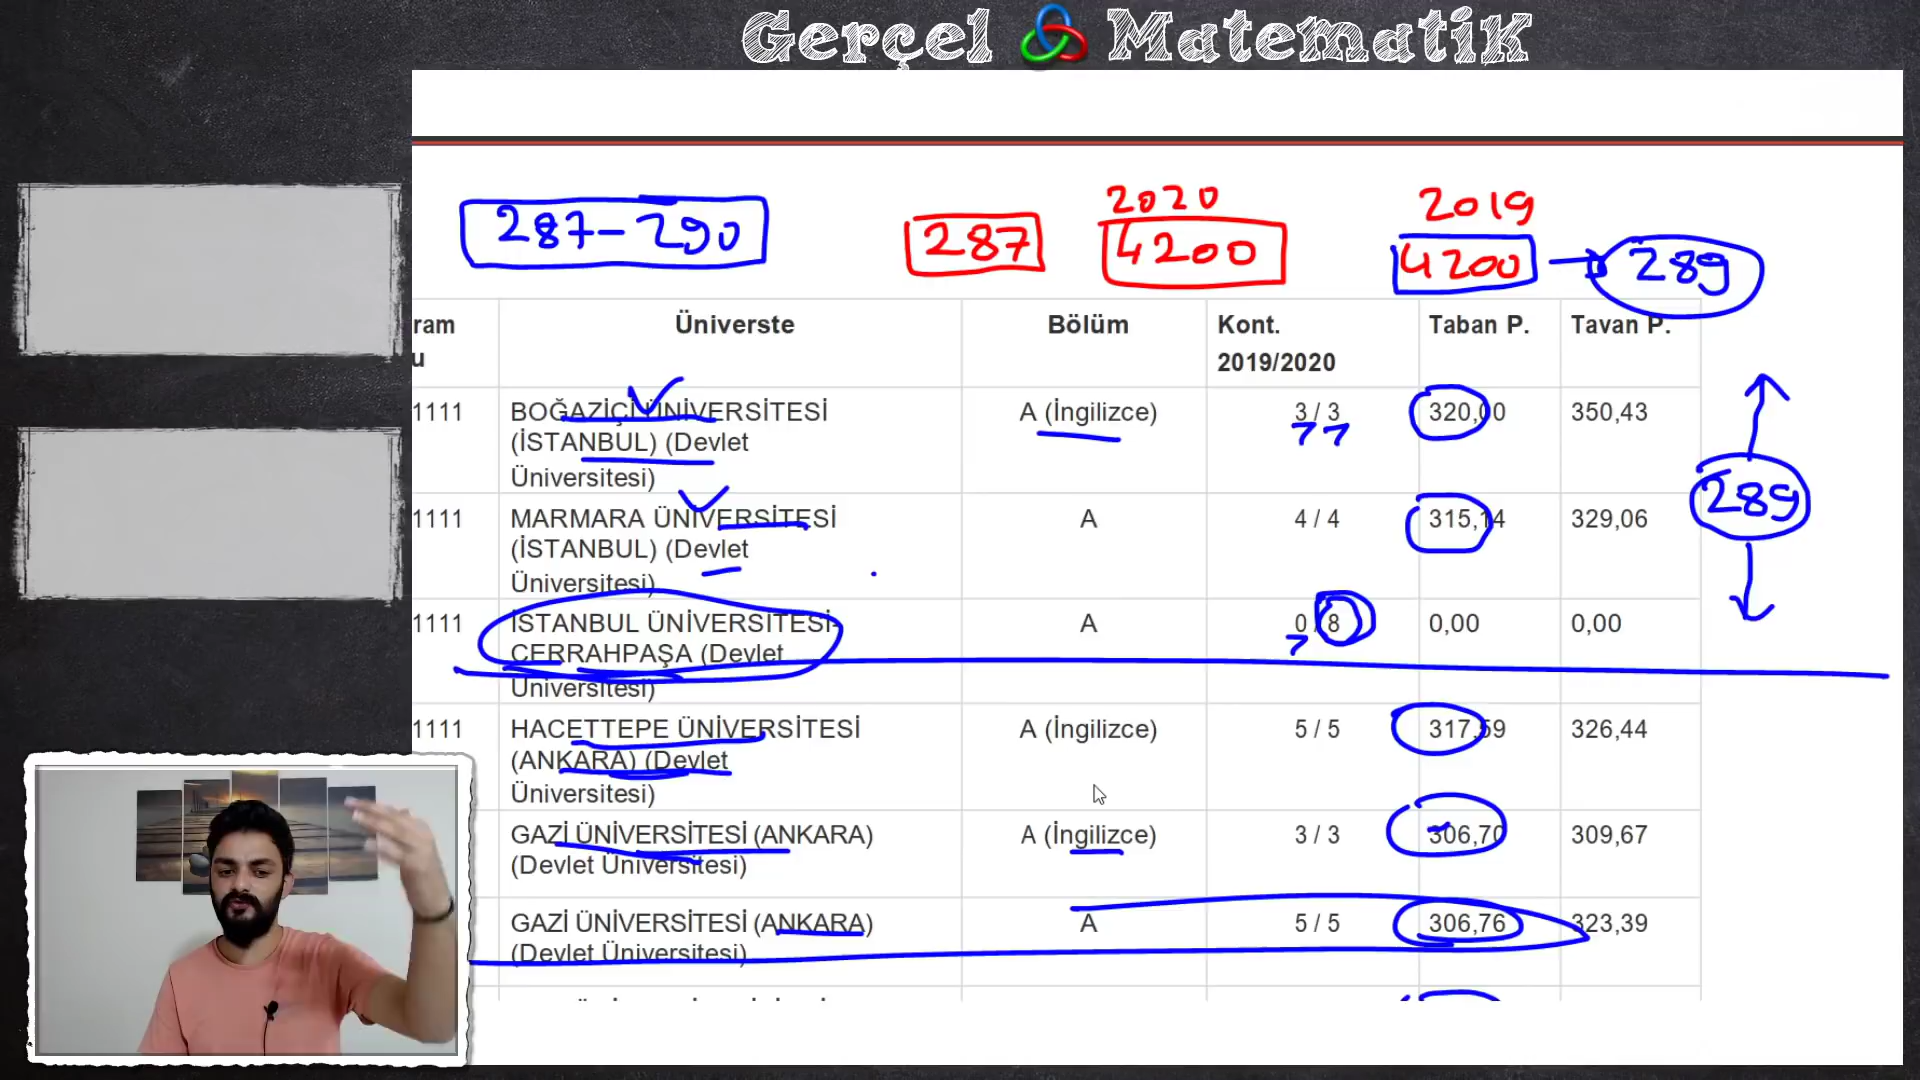 Gerçel Matematik
2020
2019
287-290
287
4200
4200
289
ram
Üniverste
Bölüm
Kont.
Taban P.
Tavan P.
u
2019/2020
1111
BOĞAZİÇİ ÜNİVERSİTESİ
A (İngilizce)
3 / 3
320,00
350,43
(İSTANBUL) (Devlet
Üniversitesi)
289
1111
MARMARA ÜNİVERSİTESİ
A
4 / 4
315,14
329,06
(İSTANBUL) (Devlet
Üniversitesi)
1111
İSTANBUL ÜNİVERSİTESİ-
A
0 / 8
0,00
0,00
CERRAHPAŞA (Devlet
Üniversitesi)
1111
HACETTEPE ÜNİVERSİTESİ
A (İngilizce)
5 / 5
317,59
326,44
(ANKARA) (Devlet
Üniversitesi)
GAZİ ÜNİVERSİTESİ (ANKARA)
A (İngilizce)
3 / 3
306,70
309,67
(Devlet Üniversitesi)
GAZİ ÜNİVERSİTESİ (ANKARA)
A
5 / 5
306,76
323,39
(Devlet Üniversitesi)